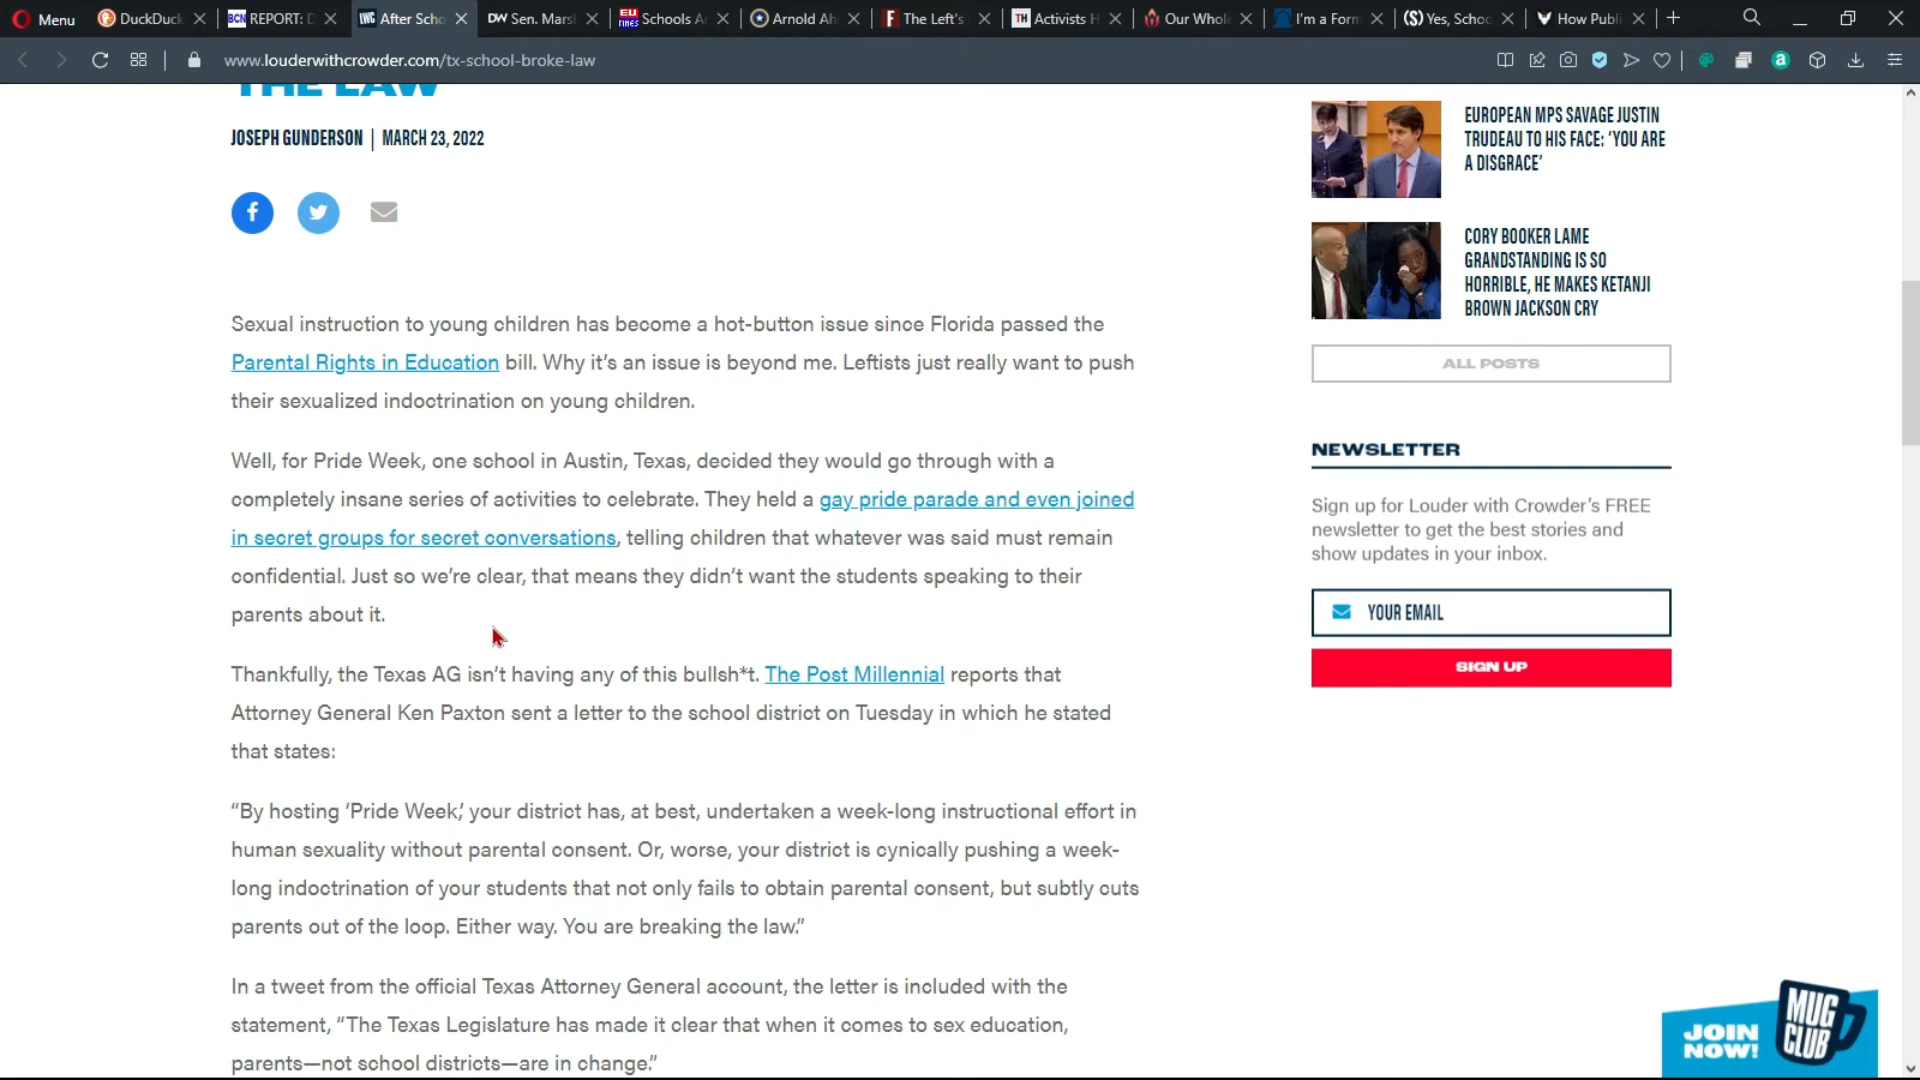 Menu
DuckDuck
BCN REPORT: D
LWC After Scho
DW Sen. Mars
EU TIMES Schools A
Arnold Ah
F The Left's
TH Activists H
Our Whol
I'm a Form
(S) Yes, Schoo
How Publi
www.louderwithcrowder.com/tx-school-broke-law
THE LAW
JOSEPH GUNDERSON | MARCH 23, 2022
Sexual instruction to young children has become a hot-button issue since Florida passed the
Parental Rights in Education bill. Why it's an issue is beyond me. Leftists just really want to push
their sexualized indoctrination on young children.
Well, for Pride Week, one school in Austin, Texas, decided they would go through with a
completely insane series of activities to celebrate. They held a gay pride parade and even joined
in secret groups for secret conversations, telling children that whatever was said must remain
confidential. Just so we're clear, that means they didn't want the students speaking to their
parents about it.
Thankfully, the Texas AG isn't having any of this bullsh*t. The Post Millennial reports that
Attorney General Ken Paxton sent a letter to the school district on Tuesday in which he stated
that states:
“By hosting ‘Pride Week,’ your district has, at best, undertaken a week-long instructional effort in
human sexuality without parental consent. Or, worse, your district is cynically pushing a week-
long indoctrination of your students that not only fails to obtain parental consent, but subtly cuts
parents out of the loop. Either way. You are breaking the law.”
In a tweet from the official Texas Attorney General account, the letter is included with the
statement, “The Texas Legislature has made it clear that when it comes to sex education,
parents—not school districts—are in change.”
EUROPEAN MPS SAVAGE JUSTIN
TRUDEAU TO HIS FACE: ‘YOU ARE
A DISGRACE’
CORY BOOKER LAME
GRANDSTANDING IS SO
HORRIBLE, HE MAKES KETANJI
BROWN JACKSON CRY
ALL POSTS
NEWSLETTER
Sign up for Louder with Crowder's FREE
newsletter to get the best stories and
show updates in your inbox.
YOUR EMAIL
SIGN UP
JOIN
NOW!
MUG
CLUB